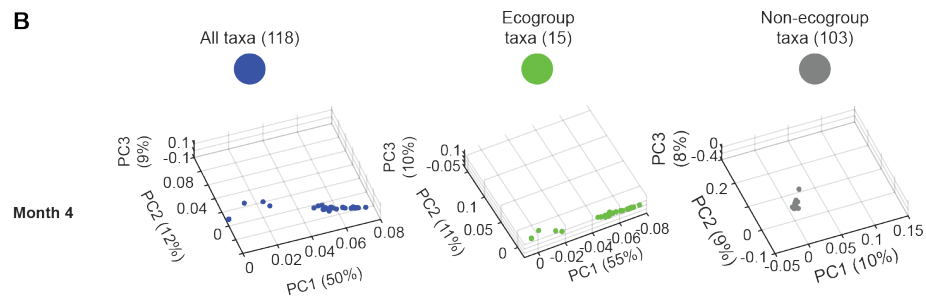 B
All taxa (118)
Ecogroup
taxa (15)
Non-ecogroup
taxa (103)
Month 4
PC3
(9%)
0.1
-0.1
0.08
0.04
0
PC2 (12%)
0
0.02
0.04
0.06
0.08
PC1 (50%)
PC3
(10%)
0.1
-0.05
0.1
0.05
0
PC2 (11%)
0
-0.02
-0.04
-0.06
-0.08
PC1 (55%)
PC3
(8%)
0
-0.4
0.2
0
-0.1
PC2 (9%)
-0.05
0
0.05
0.1
0.15
PC1 (10%)